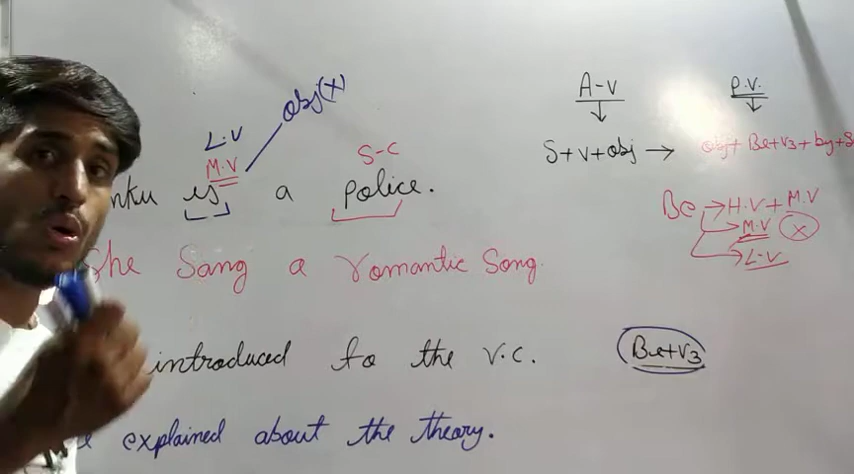 obj(x)
L.V
M.V
S-C
nku is a police.
She Sang a romantic Song
introduced to the V.C.
explained about the theory.
A-V
S+V+obj →
P.V.
obj + Be+V3+by+S
Be → H.V + M.V
→ M.V (X)
→ L.V
Be+V3